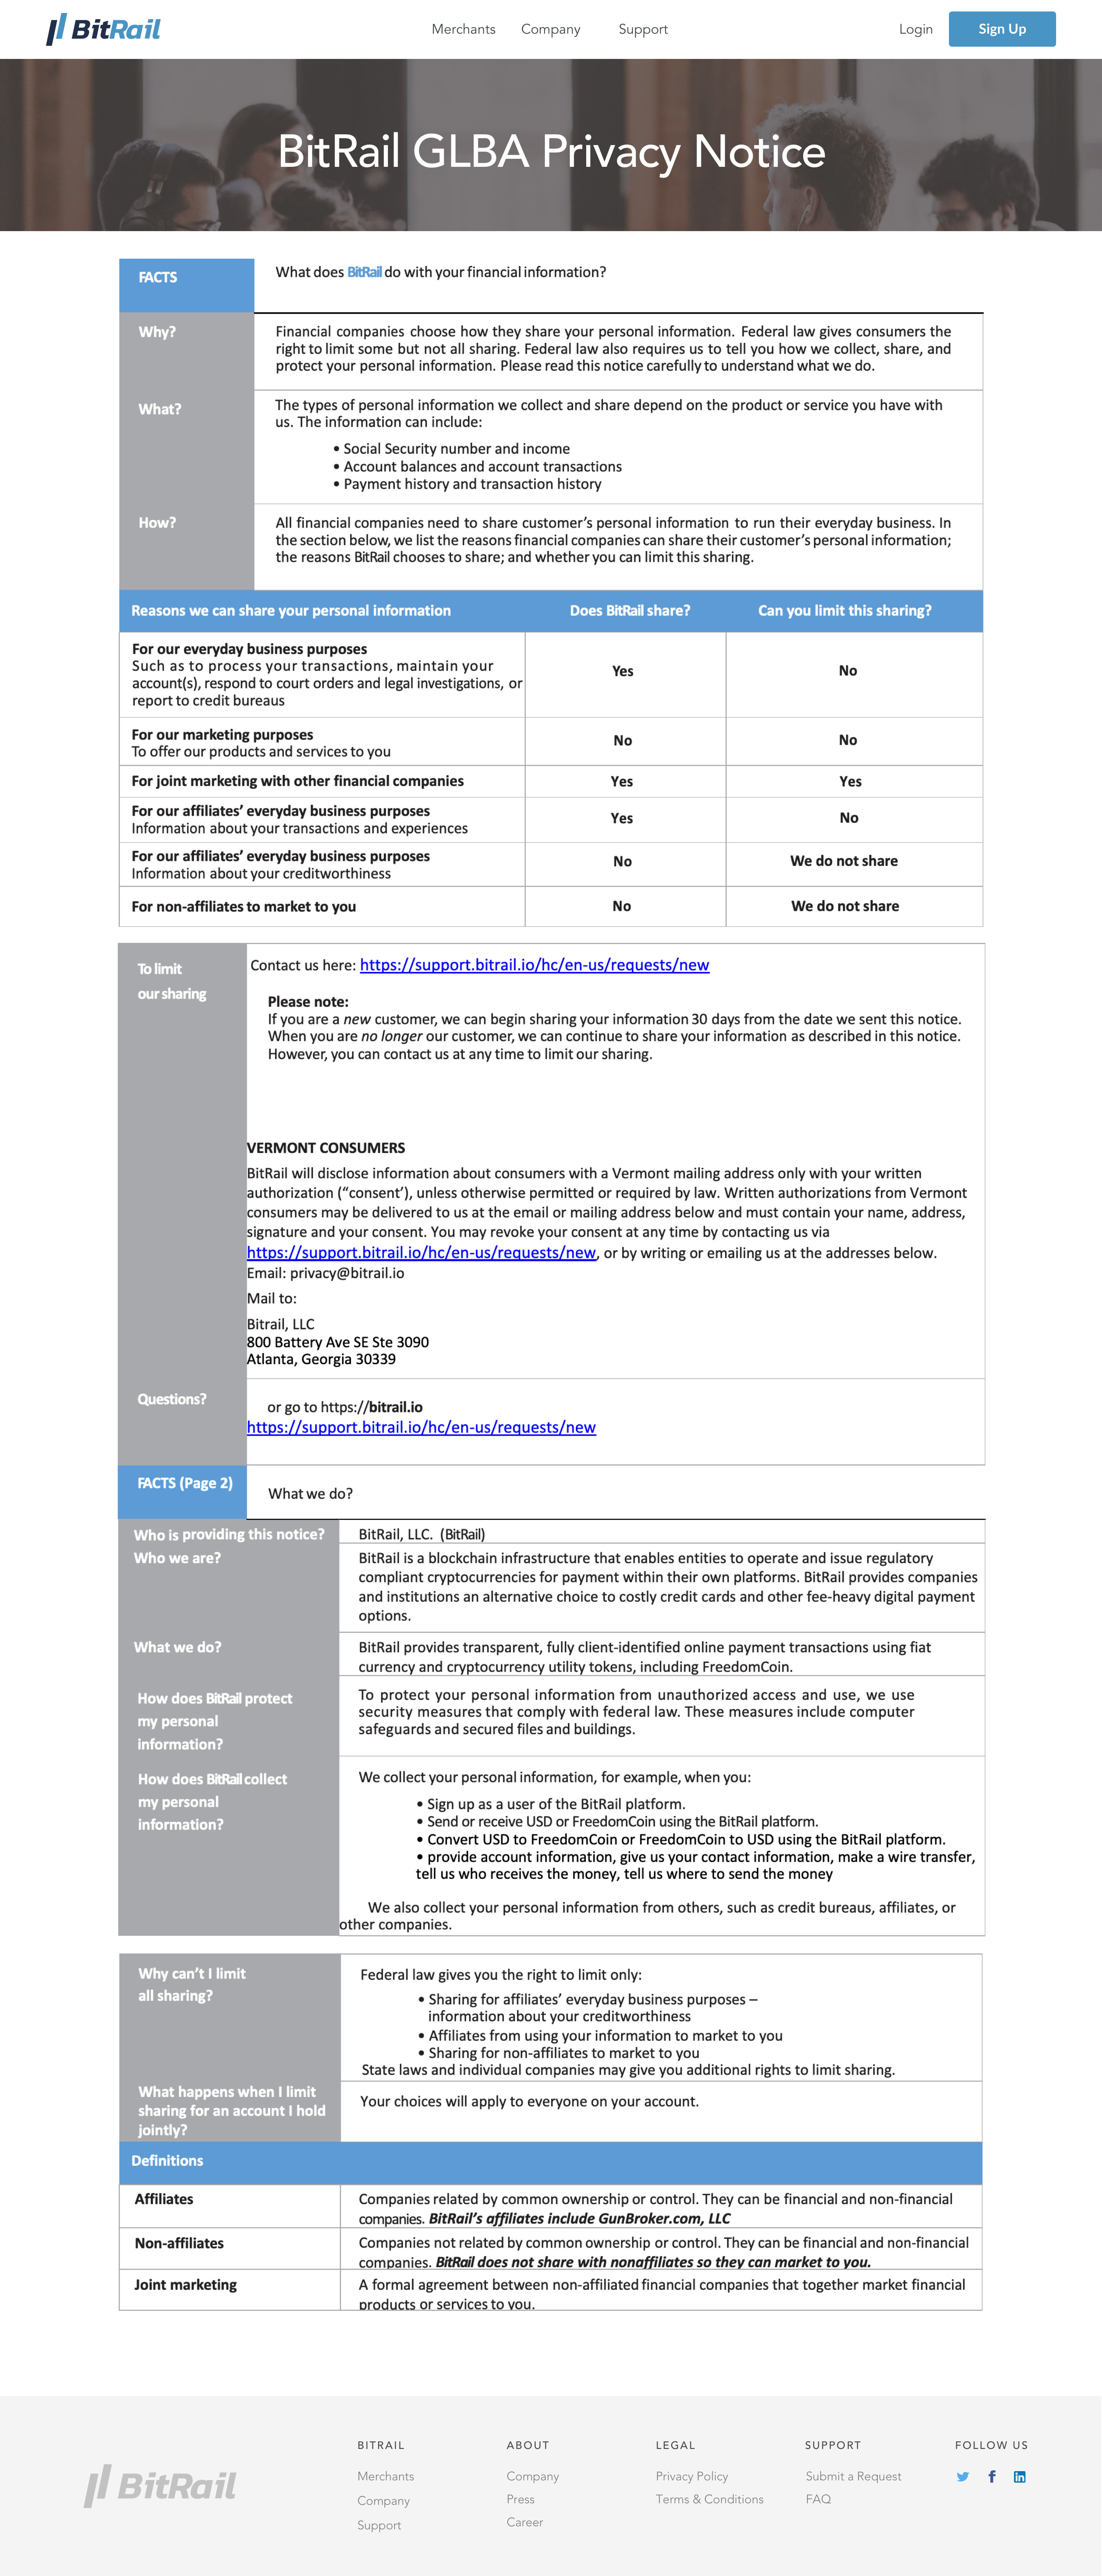 BitRail
Merchants Company Support Login Sign Up
BitRail GLBA Privacy Notice
FACTS
What does BitRail do with your financial information?
Why?
Financial companies choose how they share your personal information. Federal law gives consumers the
right to limit some but not all sharing. Federal law also requires us to tell you how we collect, share, and
protect your personal information. Please read this notice carefully to understand what we do.
What?
The types of personal information we collect and share depend on the product or service you have with
us. The information can include:
• Social Security number and income
• Account balances and account transactions
• Payment history and transaction history
How?
All financial companies need to share customer’s personal information to run their everyday business. In
the section below, we list the reasons financial companies can share their customer’s personal information;
the reasons BitRail chooses to share; and whether you can limit this sharing.
Reasons we can share your personal information Does BitRail share? Can you limit this sharing?
For our everyday business purposes
Such as to process your transactions, maintain your
account(s), respond to court orders and legal investigations, or
report to credit bureaus
Yes No
For our marketing purposes
To offer our products and services to you
No No
For joint marketing with other financial companies Yes Yes
For our affiliates’ everyday business purposes
Information about your transactions and experiences
Yes No
For our affiliates’ everyday business purposes
Information about your creditworthiness
No We do not share
For non-affiliates to market to you No We do not share
To limit
our sharing
Contact us here: https://support.bitrail.io/hc/en-us/requests/new
Please note:
If you are a new customer, we can begin sharing your information 30 days from the date we sent this notice.
When you are no longer our customer, we can continue to share your information as described in this notice.
However, you can contact us at any time to limit our sharing.
VERMONT CONSUMERS
BitRail will disclose information about consumers with a Vermont mailing address only with your written
authorization (“consent’), unless otherwise permitted or required by law. Written authorizations from Vermont
consumers may be delivered to us at the email or mailing address below and must contain your name, address,
signature and your consent. You may revoke your consent at any time by contacting us via
https://support.bitrail.io/hc/en-us/requests/new, or by writing or emailing us at the addresses below.
Email: privacy@bitrail.io
Mail to:
Bitrail, LLC
800 Battery Ave SE Ste 3090
Atlanta, Georgia 30339
Questions?
or go to https://bitrail.io
https://support.bitrail.io/hc/en-us/requests/new
FACTS (Page 2)
What we do?
Who is providing this notice?
BitRail, LLC. (BitRail)
Who we are?
BitRail is a blockchain infrastructure that enables entities to operate and issue regulatory
compliant cryptocurrencies for payment within their own platforms. BitRail provides companies
and institutions an alternative choice to costly credit cards and other fee-heavy digital payment
options.
What we do?
BitRail provides transparent, fully client-identified online payment transactions using fiat
currency and cryptocurrency utility tokens, including FreedomCoin.
How does BitRail protect
my personal
information?
To protect your personal information from unauthorized access and use, we use
security measures that comply with federal law. These measures include computer
safeguards and secured files and buildings.
How does BitRail collect
my personal
information?
We collect your personal information, for example, when you:
• Sign up as a user of the BitRail platform.
• Send or receive USD or FreedomCoin using the BitRail platform.
• Convert USD to FreedomCoin or FreedomCoin to USD using the BitRail platform.
• provide account information, give us your contact information, make a wire transfer,
tell us who receives the money, tell us where to send the money
We also collect your personal information from others, such as credit bureaus, affiliates, or
other companies.
Why can’t I limit
all sharing?
Federal law gives you the right to limit only:
• Sharing for affiliates’ everyday business purposes –
information about your creditworthiness
• Affiliates from using your information to market to you
• Sharing for non-affiliates to market to you
State laws and individual companies may give you additional rights to limit sharing.
What happens when I limit
sharing for an account I hold
jointly?
Your choices will apply to everyone on your account.
Definitions
Affiliates
Companies related by common ownership or control. They can be financial and non-financial
companies. BitRail’s affiliates include GunBroker.com, LLC
Non-affiliates
Companies not related by common ownership or control. They can be financial and non-financial
companies. BitRail does not share with nonaffiliates so they can market to you.
Joint marketing
A formal agreement between non-affiliated financial companies that together market financial
products or services to you.
BitRail
BITRAIL
Merchants
Company
Support
ABOUT
Company
Press
Career
LEGAL
Privacy Policy
Terms & Conditions
SUPPORT
Submit a Request
FAQ
FOLLOW US